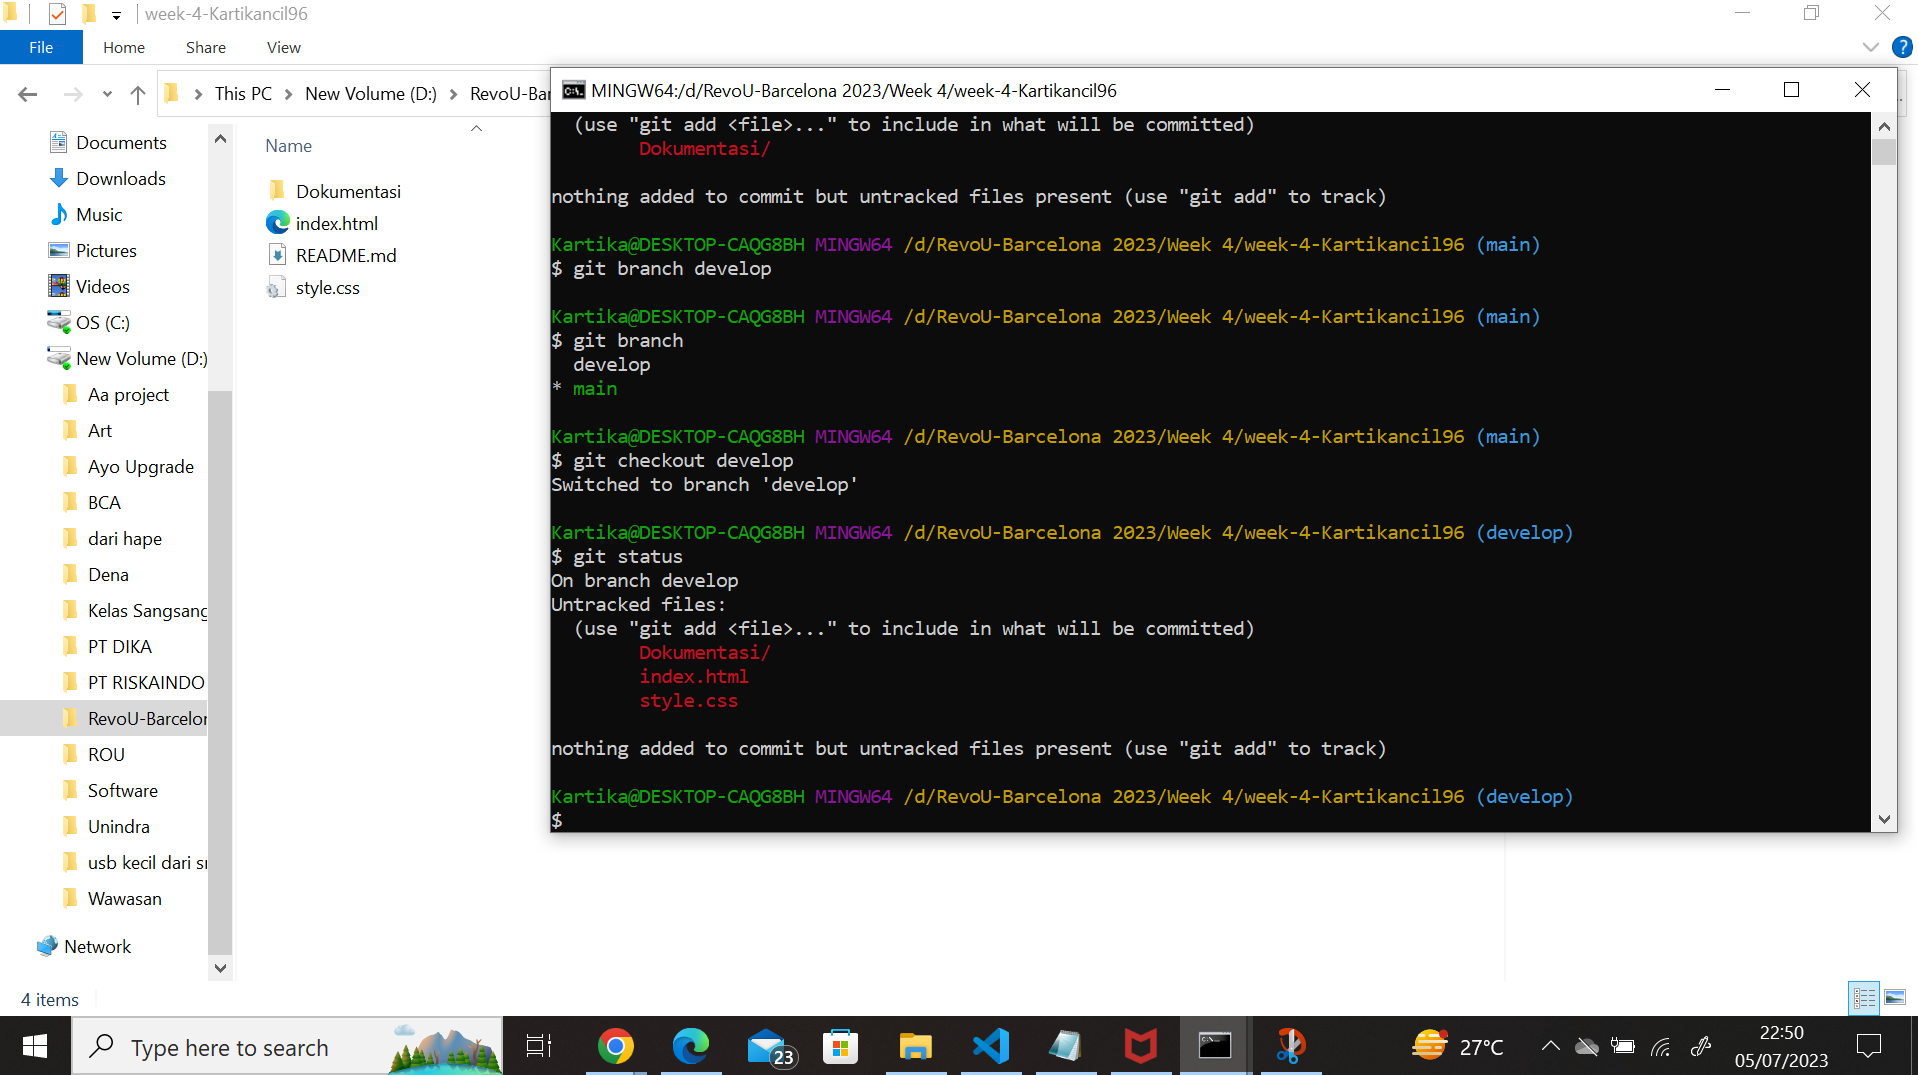 week-4-Kartikancil96
File Home Share View
This PC New Volume (D:) RevoU-Bar
MINGW64:/d/RevoU-Barcelona 2023/Week 4/week-4-Kartikancil96
Documents
Downloads
Music
Pictures
Videos
OS (C:)
New Volume (D:)
Aa project
Art
Ayo Upgrade
BCA
dari hape
Dena
Kelas Sangsang
PT DIKA
PT RISKAINDO
RevoU-Barcelon
ROU
Software
Unindra
usb kecil dari sr
Wawasan
Network
4 items
Name
Dokumentasi
index.html
README.md
style.css
(use "git add <file>..." to include in what will be committed)
Dokumentasi/
nothing added to commit but untracked files present (use "git add" to track)
Kartika@DESKTOP-CAQG8BH MINGW64 /d/RevoU-Barcelona 2023/Week 4/week-4-Kartikancil96 (main)
$ git branch develop
Kartika@DESKTOP-CAQG8BH MINGW64 /d/RevoU-Barcelona 2023/Week 4/week-4-Kartikancil96 (main)
$ git branch
develop
* main
Kartika@DESKTOP-CAQG8BH MINGW64 /d/RevoU-Barcelona 2023/Week 4/week-4-Kartikancil96 (main)
$ git checkout develop
Switched to branch 'develop'
Kartika@DESKTOP-CAQG8BH MINGW64 /d/RevoU-Barcelona 2023/Week 4/week-4-Kartikancil96 (develop)
$ git status
On branch develop
Untracked files:
(use "git add <file>..." to include in what will be committed)
Dokumentasi/
index.html
style.css
nothing added to commit but untracked files present (use "git add" to track)
Kartika@DESKTOP-CAQG8BH MINGW64 /d/RevoU-Barcelona 2023/Week 4/week-4-Kartikancil96 (develop)
$
Type here to search
23
27°C
22:50
05/07/2023